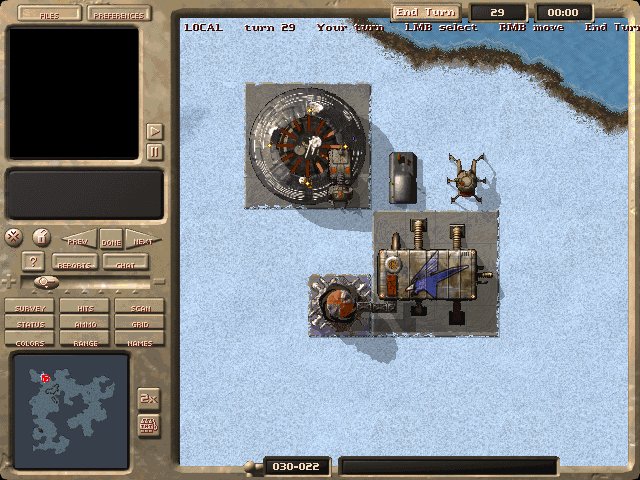 FILES PREFERENCES End Turn 29 00:00
LOCAL turn 29 Your turn LMB select RMB move End Turn
PREV DONE NEXT
? REPORTS CHAT
SURVEY HITS SCAN
STATUS AMMO GRID
COLORS RANGE NAMES
2x
030-022